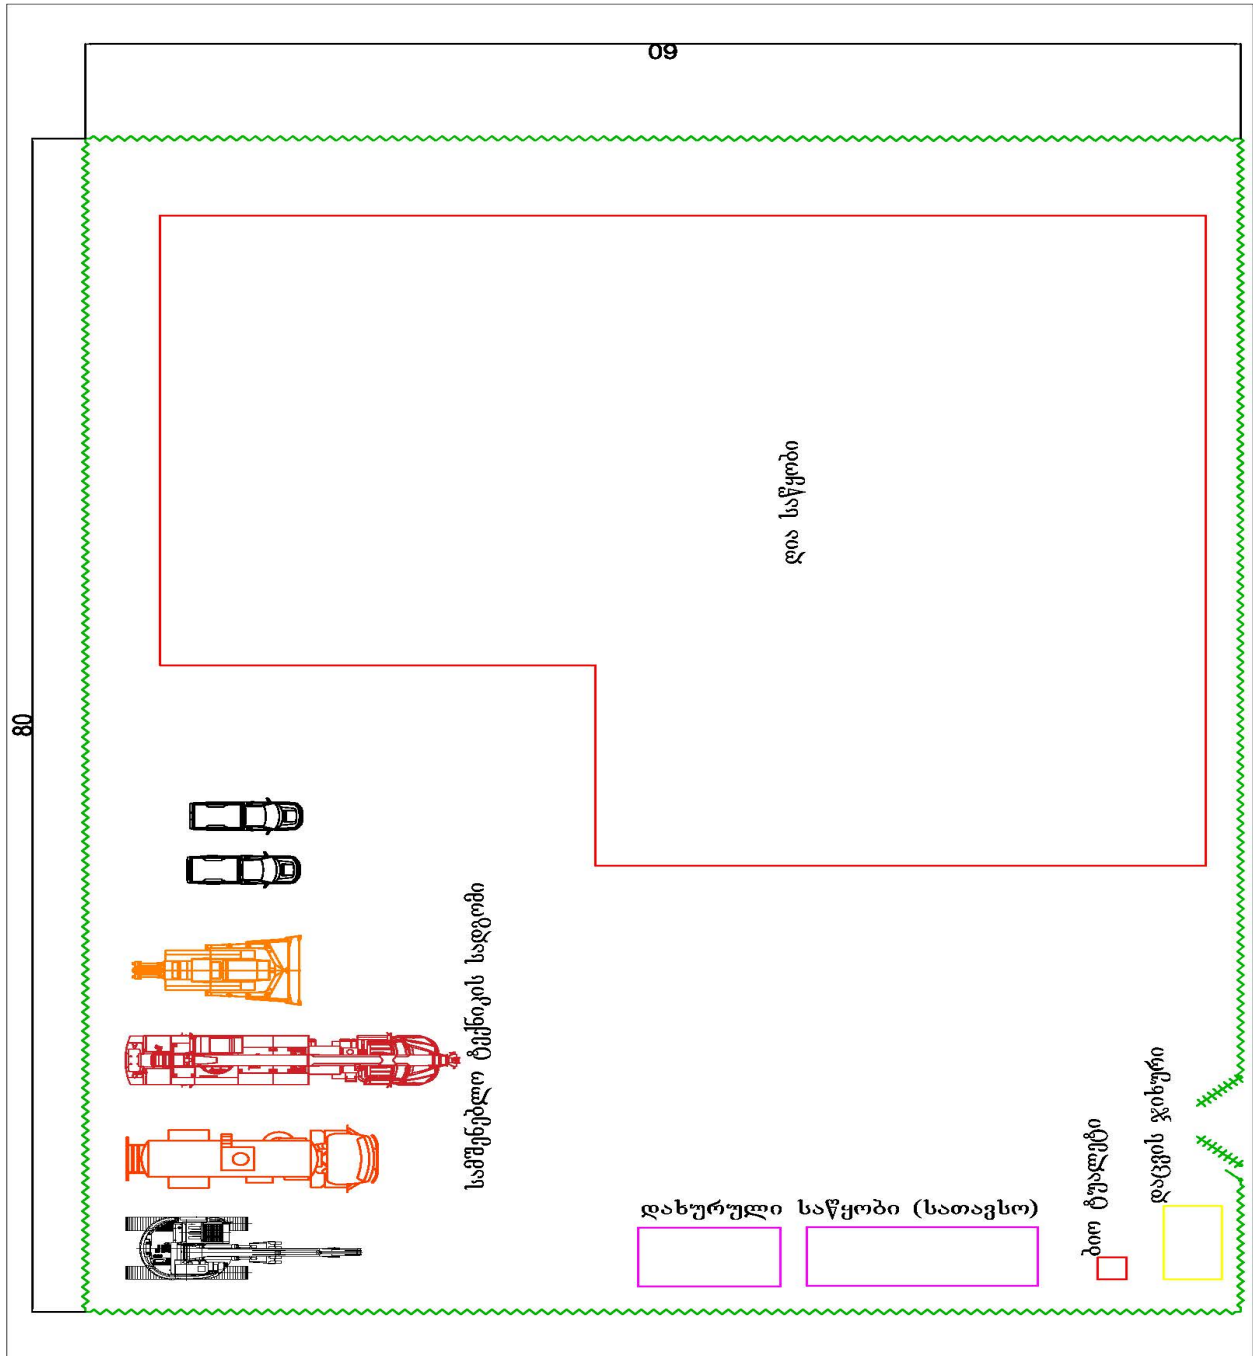 60
80
ღია საწყობი
სამშენებლო ტექნიკის სადგომი
დახურული საწყობი (სათავსო)
ბიო ტუალეტი
დაცვის ჯიხური